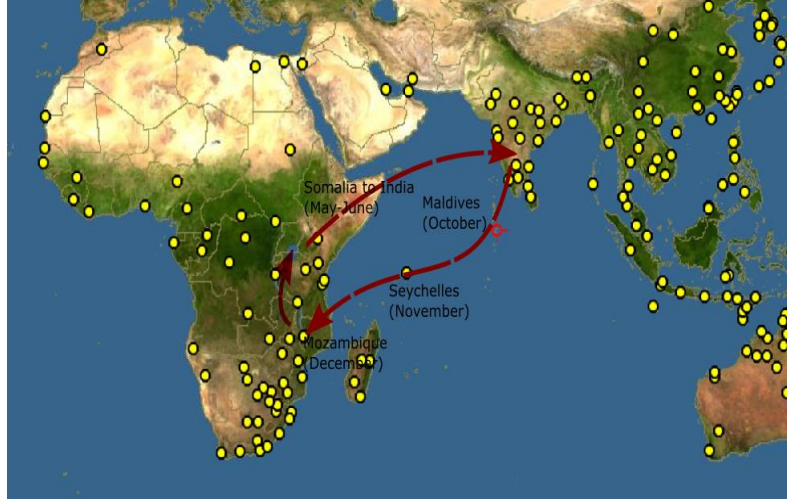 Somalia to India
(May-June)
Maldives
(October)
Seychelles
(November)
Mozambique
(December)